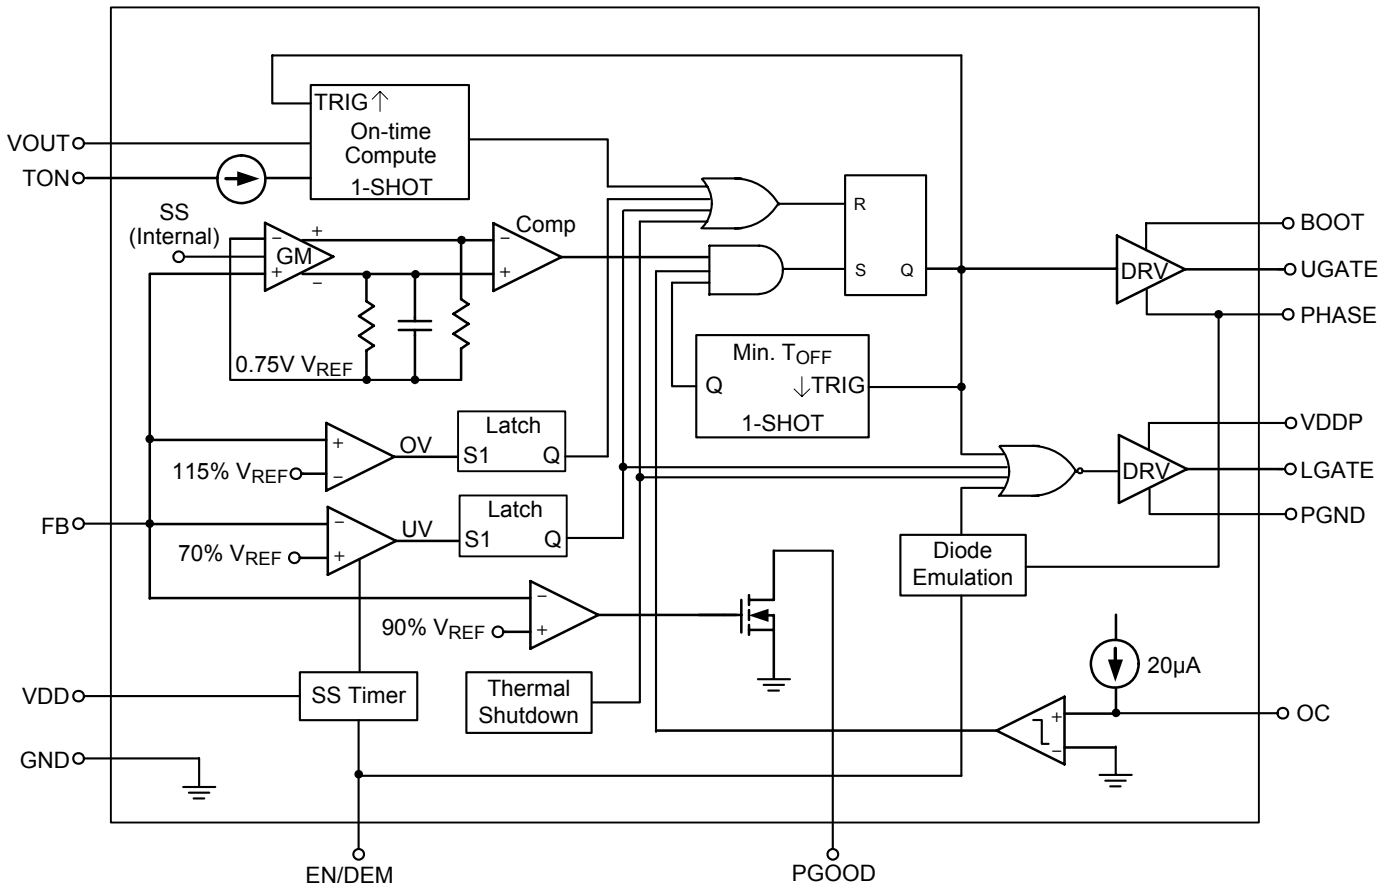 TRIG↑
On-time
Compute
1-SHOT
VOUT
TON
SS
(Internal)
−
+
GM
+
−
−
Comp
+
0.75V VREF
R
S
Q
BOOT
DRV
UGATE
PHASE
Min. TOFF
Q
↓TRIG
1-SHOT
+
OV
−
115% VREF
Latch
S1
Q
VDDP
DRV
LGATE
PGND
FB
−
UV
+
70% VREF
Latch
S1
Q
Diode
Emulation
−
+
90% VREF
20µA
VDD
SS Timer
Thermal
Shutdown
+
−
OC
GND
EN/DEM
PGOOD